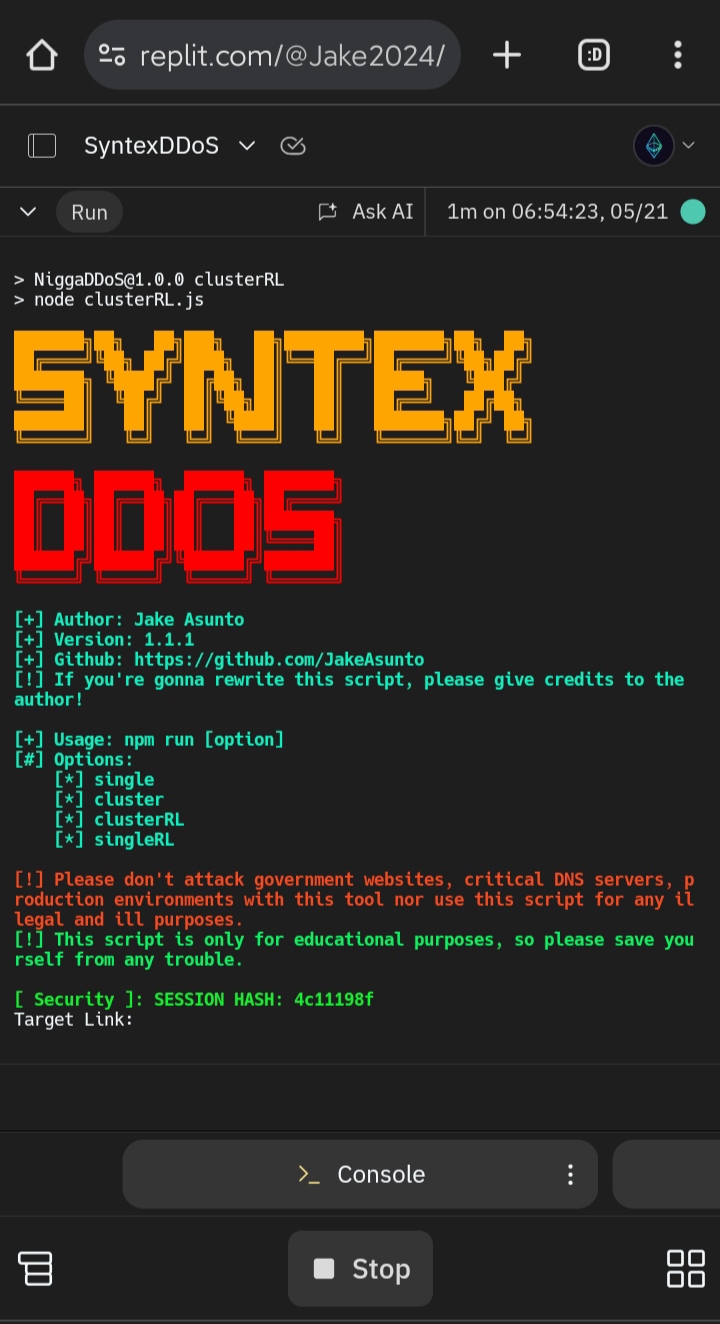 replit.com/@Jake2024/
:D
SyntexDDoS
Run
Ask AI
1m on 06:54:23, 05/21
> NiggaDDoS@1.0.0 clusterRL
> node clusterRL.js
SYNTEX
DDOS
[+] Author: Jake Asunto
[+] Version: 1.1.1
[+] Github: https://github.com/JakeAsunto
[!] If you're gonna rewrite this script, please give credits to the
author!
[+] Usage: npm run [option]
[#] Options:
[*] single
[*] cluster
[*] clusterRL
[*] singleRL
[!] Please don't attack government websites, critical DNS servers, p
roduction environments with this tool nor use this script for any il
legal and ill purposes.
[!] This script is only for educational purposes, so please save you
rself from any trouble.
[ Security ]: SESSION HASH: 4c11198f
Target Link:
>_ Console
Stop